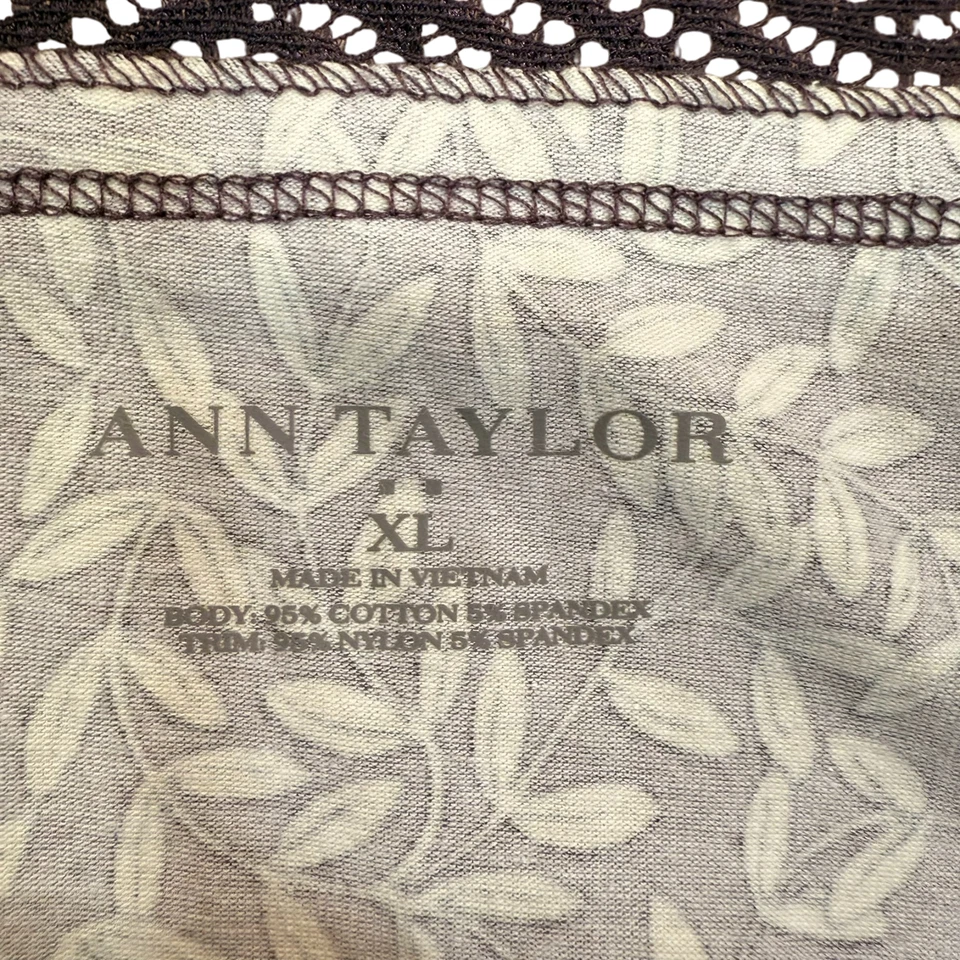 ANN TAYLOR
XL
MADE IN VIETNAM
BODY: 95% COTTON 5% SPANDEX
TRIM: 95% NYLON 5% SPANDEX